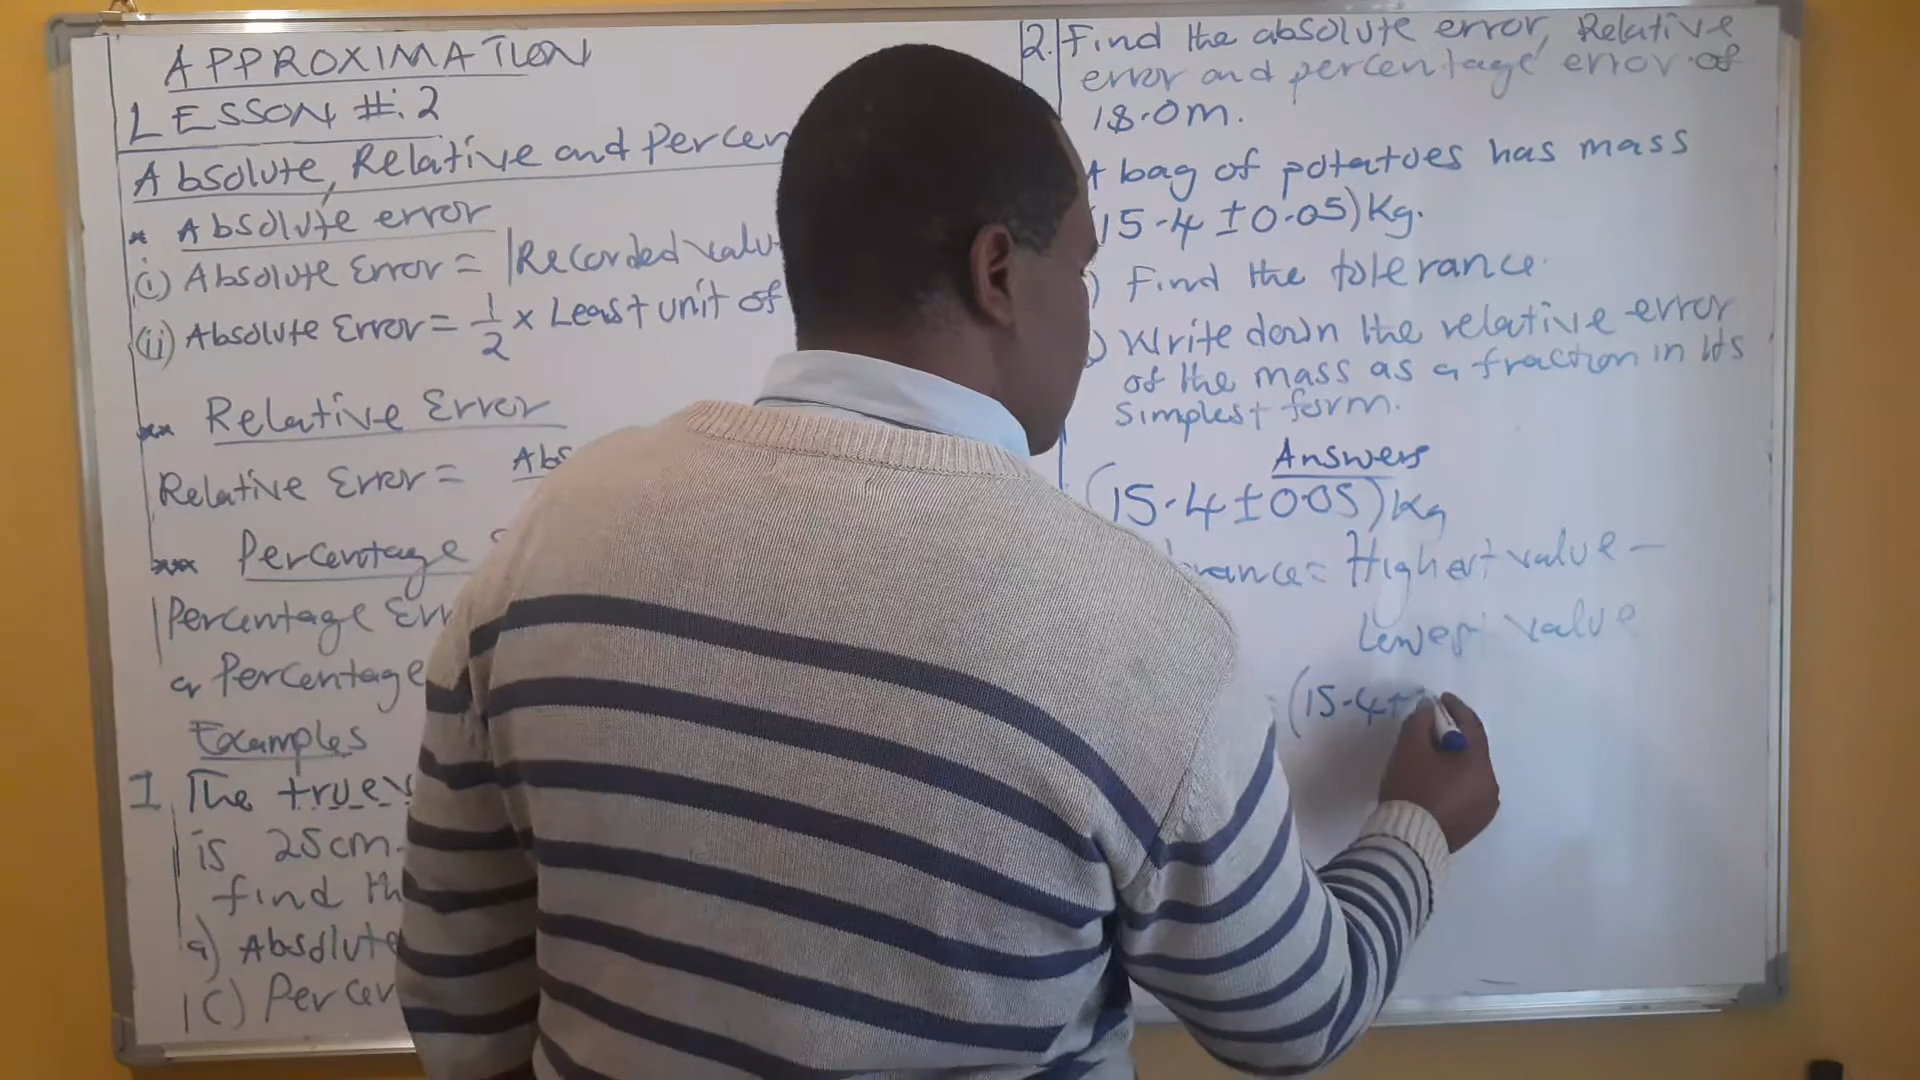 APPROXIMATION
LESSON #:2
Absolute, Relative and Percen
* Absolute error
(i) Absolute Error = |Recorded valu
(ii) Absolute Error = 1/2 x Least unit of
** Relative Error
Relative Error = Abs
*** Percentage
Percentage Err
a Percentage
Examples
1 The true v
is 25cm.
find th
a) Absolute
(C) Percen
2. Find the absolute error, Relative
error and percentage error of
18.0m.
A bag of potatoes has mass
15.4 ± 0.05) Kg.
) Find the tolerance.
) Write down the relative error
of the mass as a fraction in its
simplest form.
Answers
(15.4 ± 0.05) Kg
rance = Highest value -
Lowest value
(15.4+